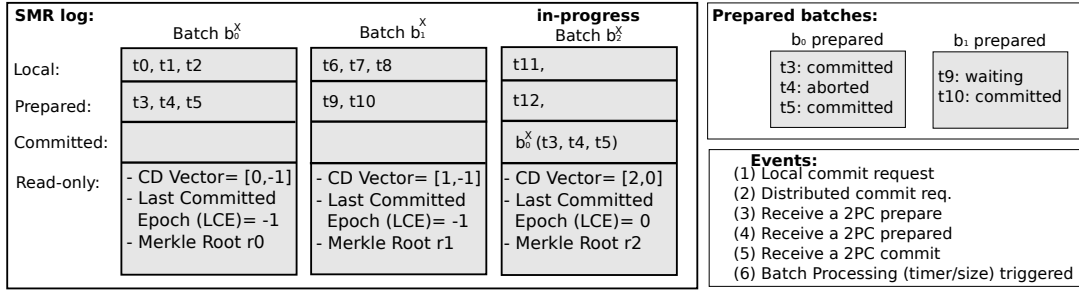 SMR log:
in-progress
Batch b₀ˣ
Batch b₁ˣ
Batch b₂ˣ
Local:
t0, t1, t2
t6, t7, t8
t11,
Prepared:
t3, t4, t5
t9, t10
t12,
Committed:
b₀ˣ (t3, t4, t5)
Read-only:
- CD Vector= [0,-1]
- Last Committed
Epoch (LCE)= -1
- Merkle Root r0
- CD Vector= [1,-1]
- Last Committed
Epoch (LCE)= -1
- Merkle Root r1
- CD Vector= [2,0]
- Last Committed
Epoch (LCE)= 0
- Merkle Root r2
Prepared batches:
b₀ prepared
t3: committed
t4: aborted
t5: committed
b₁ prepared
t9: waiting
t10: committed
Events:
(1) Local commit request
(2) Distributed commit req.
(3) Receive a 2PC prepare
(4) Receive a 2PC prepared
(5) Receive a 2PC commit
(6) Batch Processing (timer/size) triggered